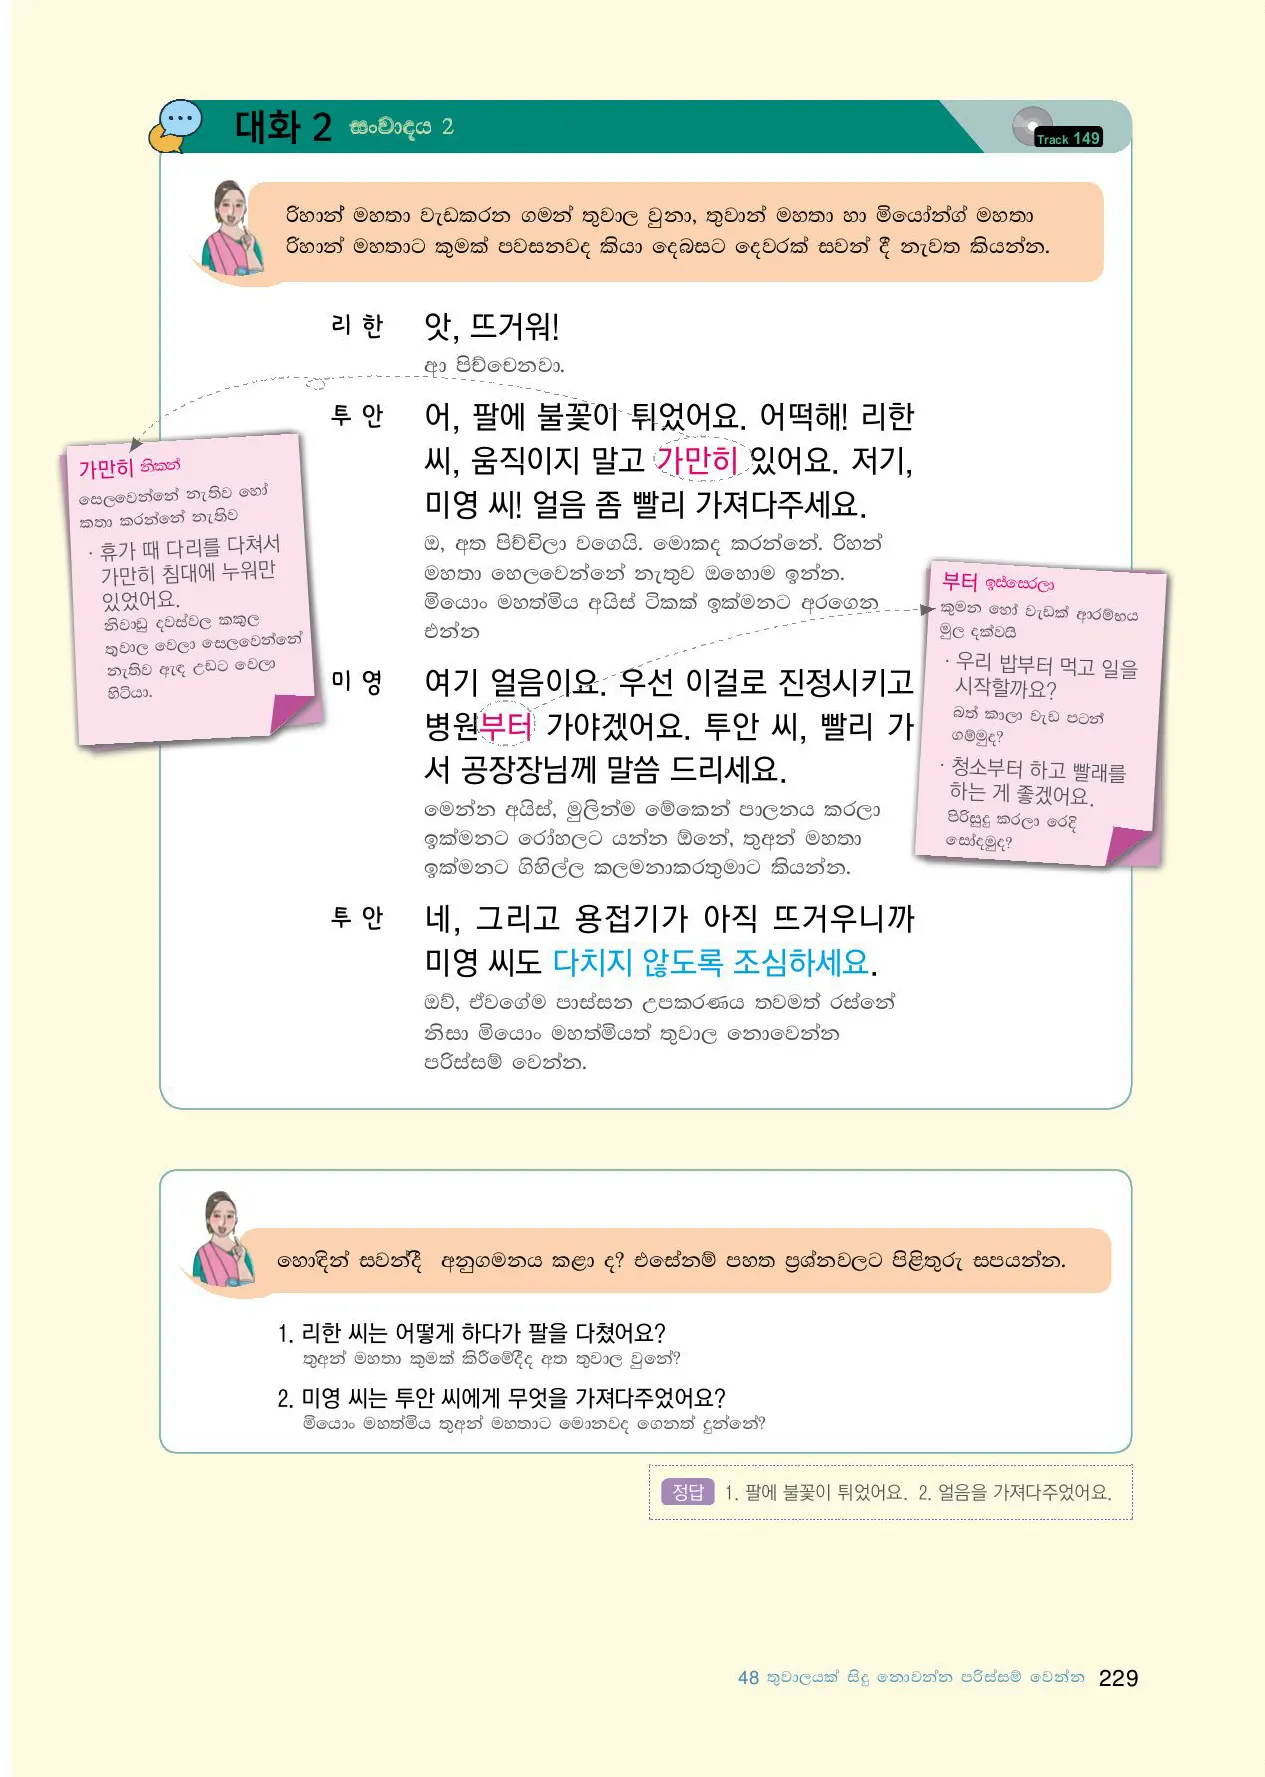 대화 2 සංවාදය 2
Track 149
රිහාන් මහතා වැඩකරන ගමන් තුවාල වුනා, තුවාන් මහතා හා මියෝන්ග් මහතා
රිහාන් මහතාට කුමක් පවසනවද කියා දෙබසට දෙවරක් සවන් දී නැවත කියන්න.
리 한 앗, 뜨거워!
ආ පිච්චෙනවා.
투 안 어, 팔에 불꽃이 튀었어요. 어떡해! 리한
씨, 움직이지 말고 가만히 있어요. 저기,
미영 씨! 얼음 좀 빨리 가져다주세요.
ඔ, අත පිච්චිලා වගෙයි. මොකද කරන්නේ. රිහන්
මහතා හෙලවෙන්නේ නැතුව ඔහොම ඉන්න.
මියොං මහත්මිය අයිස් ටිකක් ඉක්මනට අරගෙන
එන්න
가만히 නිකන්
සෙලවෙන්නේ නැතිව හෝ
කතා කරන්නේ නැතිව
· 휴가 때 다리를 다쳐서
가만히 침대에 누워만
있었어요.
නිවාඩු දවස්වල කකුල
තුවාල වෙලා සෙලවෙන්නේ
නැතිව ඇඳ උඩට වෙලා
හිටියා.
미 영 여기 얼음이요. 우선 이걸로 진정시키고
병원부터 가야겠어요. 투안 씨, 빨리 가
서 공장장님께 말씀 드리세요.
මෙන්න අයිස්, මුලින්ම මේකෙන් පාලනය කරලා
ඉක්මනට රෝහලට යන්න ඕනේ, තුඅන් මහතා
ඉක්මනට ගිහිල්ල කලමනාකරතුමාට කියන්න.
부터 ඉස්සෙරලා
කුමන හෝ වැඩක් ආරම්භය
මුල දක්වයි
· 우리 밥부터 먹고 일을
시작할까요?
බත් කාලා වැඩ පටන්
ගම්මුද?
· 청소부터 하고 빨래를
하는 게 좋겠어요.
පිරිසුදු කරලා රෙදි
සෝදමුද?
투 안 네, 그리고 용접기가 아직 뜨거우니까
미영 씨도 다치지 않도록 조심하세요.
ඔව්, ඒවගේම පාස්සන උපකරණය තවමත් රස්නේ
නිසා මියොං මහත්මියත් තුවාල නොවෙන්න
පරිස්සම් වෙන්න.
හොඳින් සවන්දී අනුගමනය කළා ද? එසේනම් පහත ප්‍රශ්නවලට පිළිතුරු සපයන්න.
1. 리한 씨는 어떻게 하다가 팔을 다쳤어요?
තුඅන් මහතා කුමක් කිරීමේදීද අත තුවාල වුනේ?
2. 미영 씨는 투안 씨에게 무엇을 가져다주었어요?
මියොං මහත්මිය තුඅන් මහතාට මොනවද ගෙනත් දුන්නේ?
정답 1. 팔에 불꽃이 튀었어요. 2. 얼음을 가져다주었어요.
48 තුවාලයක් සිදු නොවන්න පරිස්සම් වෙන්න 229